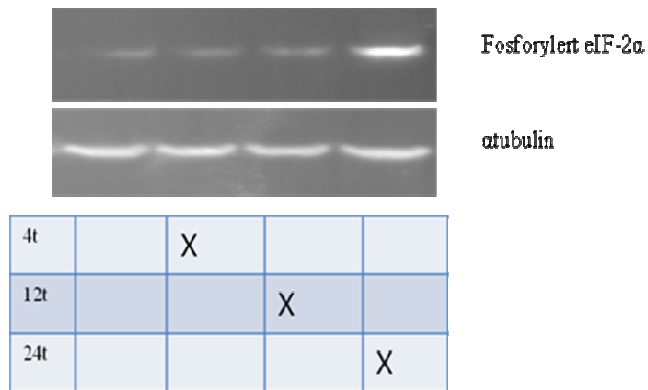 Fosforylert eIF-2α
αtubulin
4t X
12t X
24t X